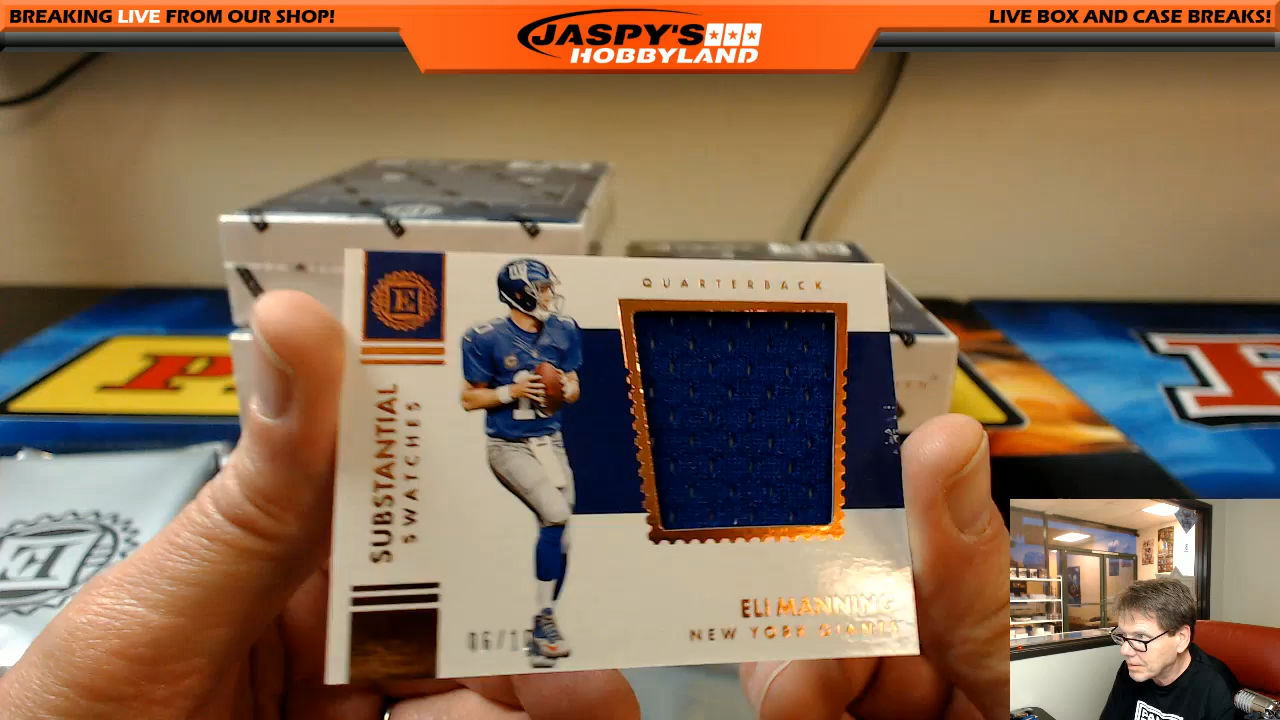 BREAKING LIVE FROM OUR SHOP!
JASPY'S
HOBBYLAND
LIVE BOX AND CASE BREAKS!
QUARTERBACK
E
SUBSTANTIAL
SWATCHES
ELI MANNING
NEW YORK GIANTS
E